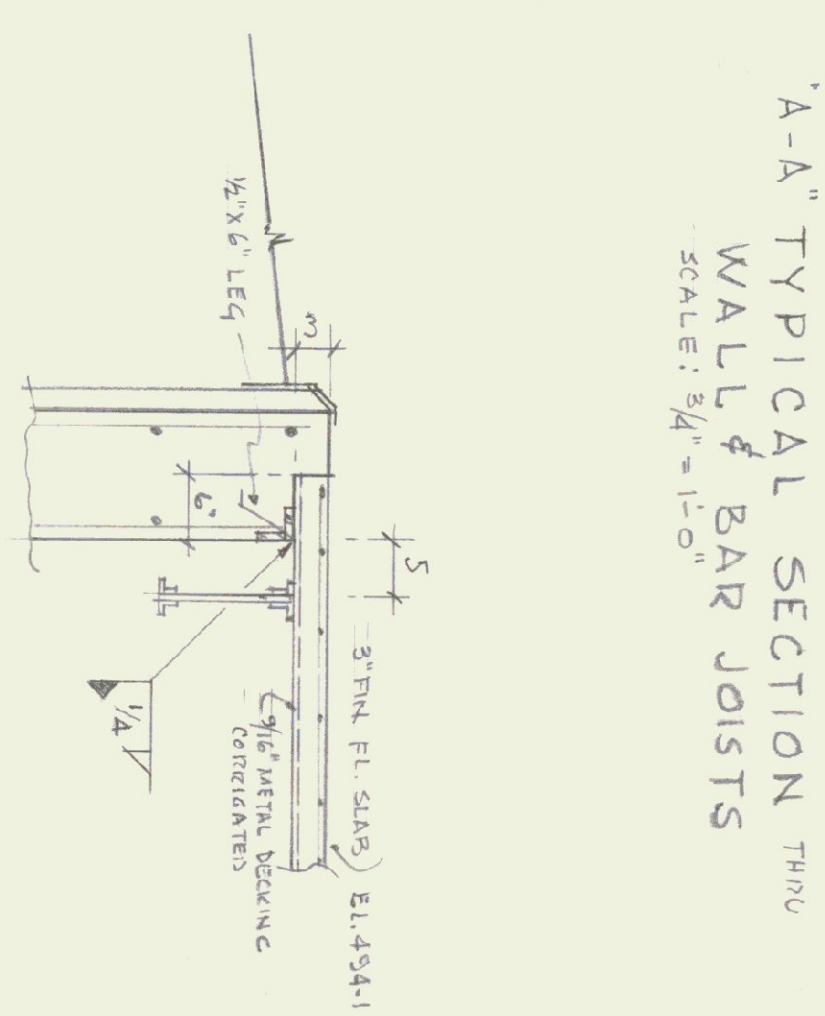 "A-A" TYPICAL SECTION THRU
WALL & BAR JOISTS
SCALE: 3/4" = 1'-0"
5
3" FIN FL. SLAB) EL. 494-1
3
6"
9/16" METAL DECKING
CORRIGATED
1/2" X 6" LEG
1/4